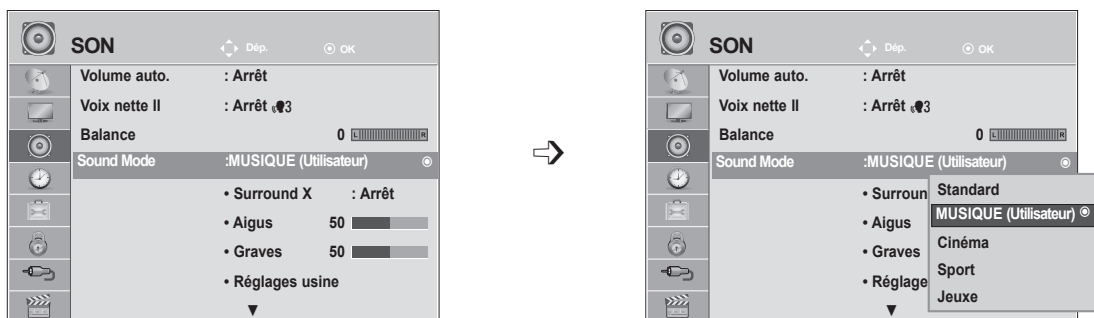 SON
Dép.
OK
Volume auto. : Arrêt
Voix nette II : Arrêt 3
Balance 0 L R
Sound Mode :MUSIQUE (Utilisateur)
• Surround X : Arrêt
• Aigus 50
• Graves 50
• Réglages usine
▼
SON
Dép.
OK
Volume auto. : Arrêt
Voix nette II : Arrêt 3
Balance 0 L R
Sound Mode :MUSIQUE (Utilisateur)
• Surroun
• Aigus
• Graves
• Réglage
▼
Standard
MUSIQUE (Utilisateur)
Cinéma
Sport
Jeuxe